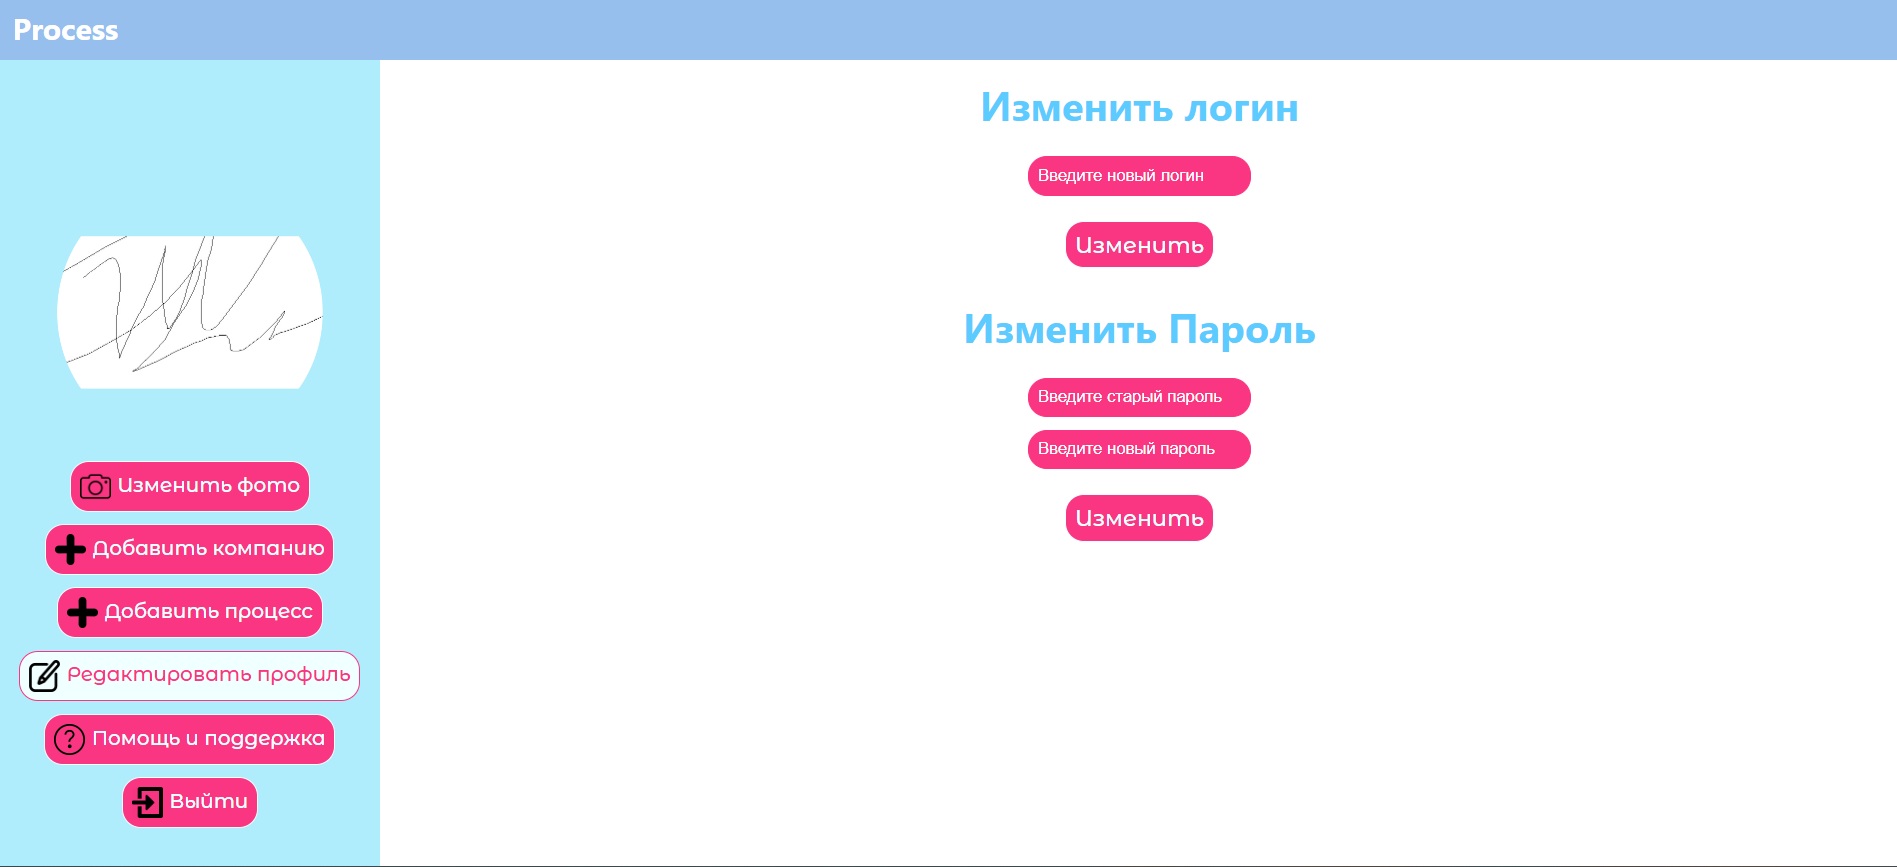 Process
Изменить фото
Добавить компанию
Добавить процесс
Редактировать профиль
Помощь и поддержка
Выйти
Изменить логин
Введите новый логин
Изменить
Изменить Пароль
Введите старый пароль
Введите новый пароль
Изменить